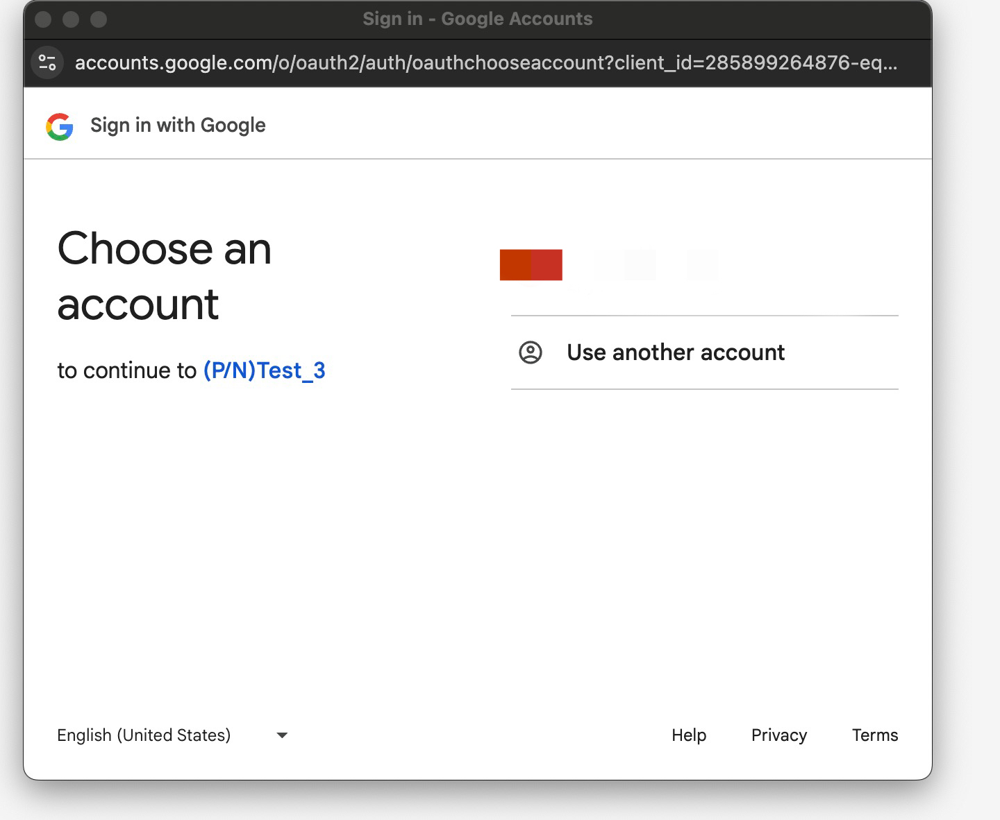 Sign in - Google Accounts
accounts.google.com/o/oauth2/auth/oauthchooseaccount?client_id=285899264876-eq...
Sign in with Google
Choose an
account
to continue to (P/N)Test_3
Use another account
English (United States)
Help Privacy Terms